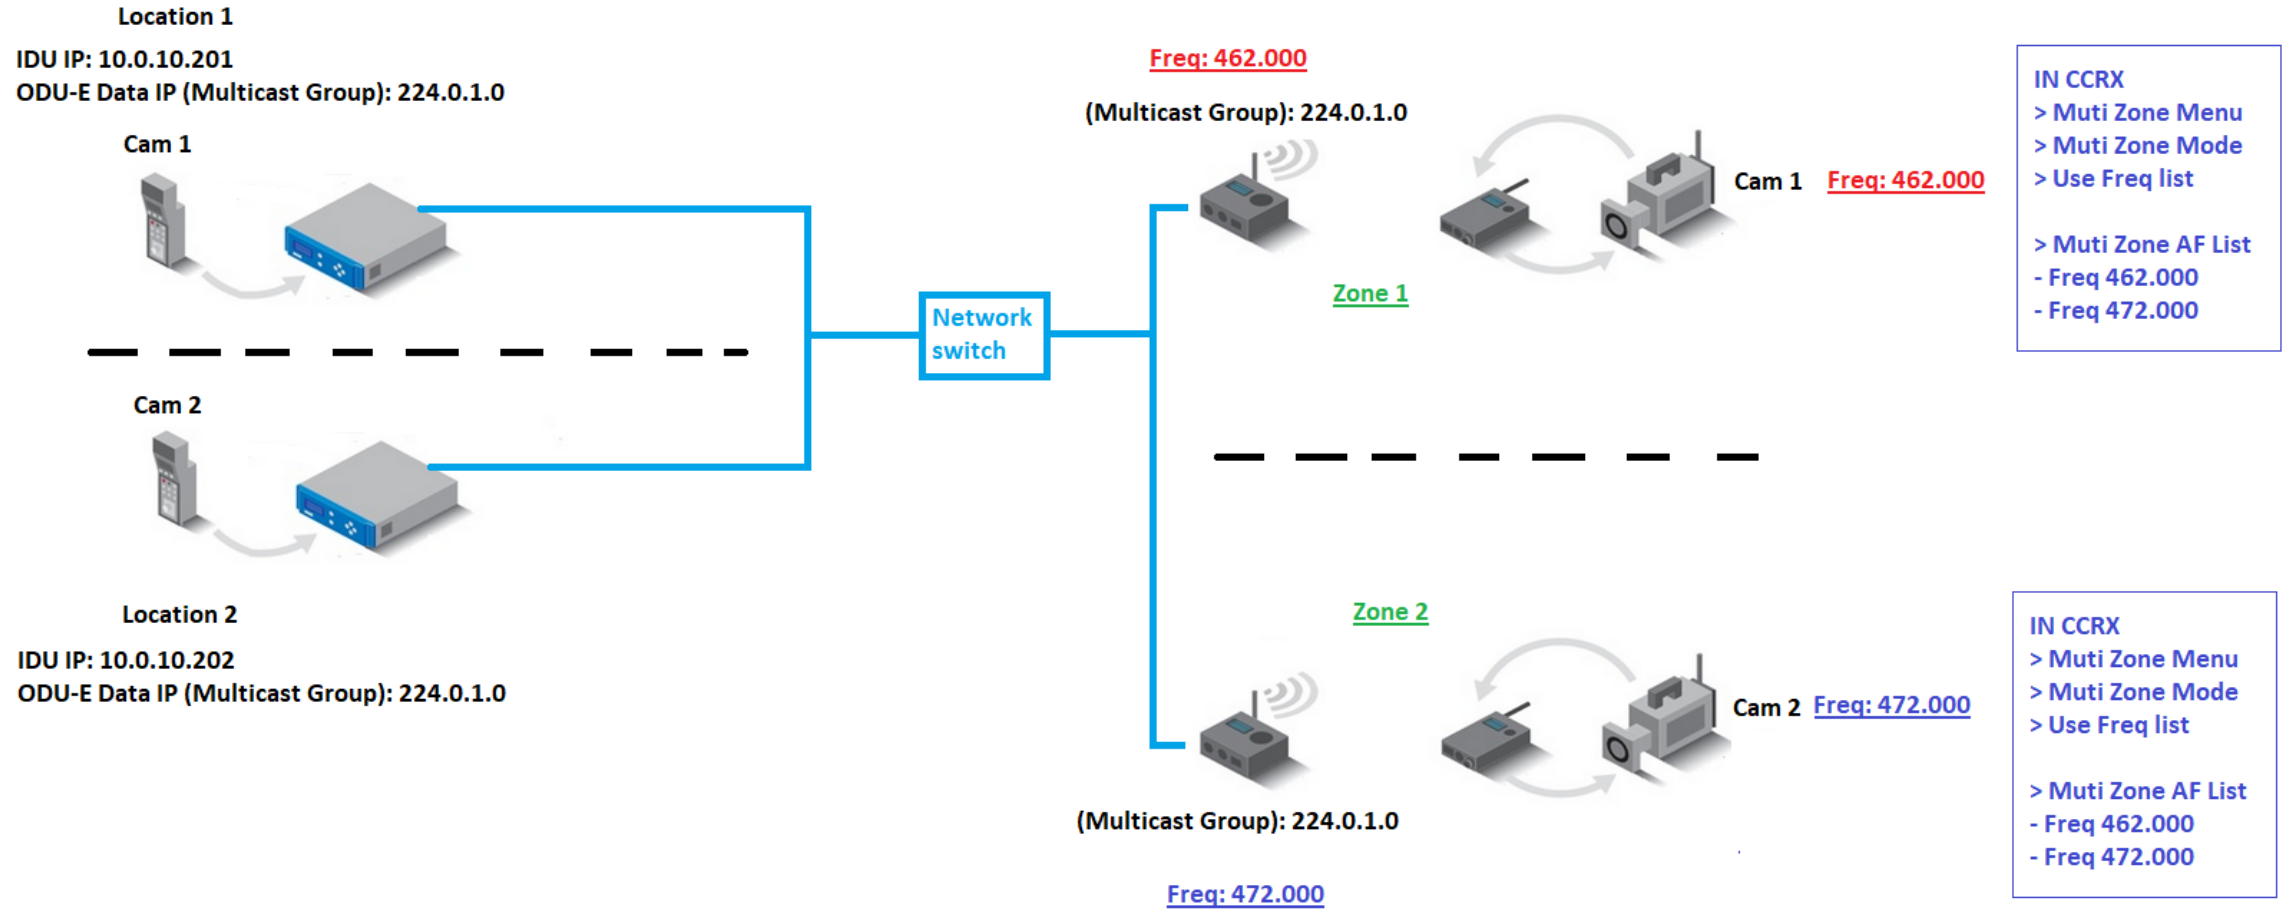 Location 1
IDU IP: 10.0.10.201
ODU-E Data IP (Multicast Group): 224.0.1.0
Cam 1
Cam 2
Location 2
IDU IP: 10.0.10.202
ODU-E Data IP (Multicast Group): 224.0.1.0
Network
switch
Freq: 462.000
(Multicast Group): 224.0.1.0
Cam 1 Freq: 462.000
Zone 1
Zone 2
Cam 2 Freq: 472.000
(Multicast Group): 224.0.1.0
Freq: 472.000
IN CCRX
> Muti Zone Menu
> Muti Zone Mode
> Use Freq list
> Muti Zone AF List
- Freq 462.000
- Freq 472.000
IN CCRX
> Muti Zone Menu
> Muti Zone Mode
> Use Freq list
> Muti Zone AF List
- Freq 462.000
- Freq 472.000